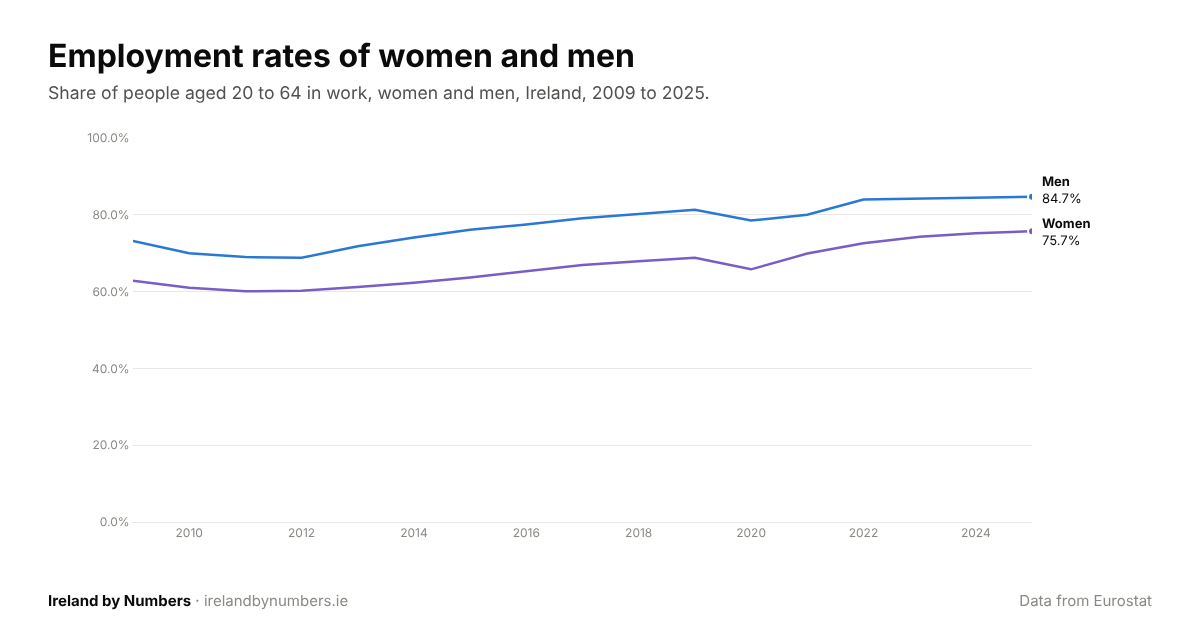 Employment rates of women and men
Share of people aged 20 to 64 in work, women and men, Ireland, 2009 to 2025.
100.0%
80.0%
60.0%
40.0%
20.0%
0.0%
2010 2012 2014 2016 2018 2020 2022 2024
Men
84.7%
Women
75.7%
Ireland by Numbers · irelandbynumbers.ie
Data from Eurostat